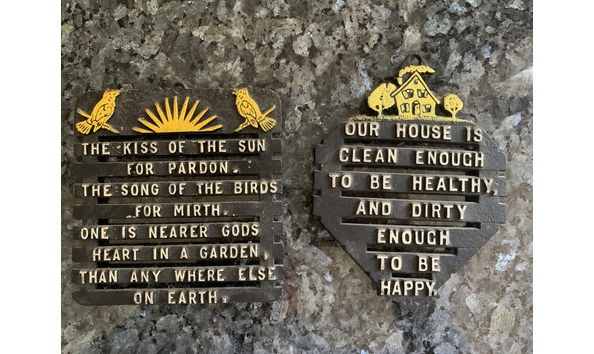 THE KISS OF THE SUN
FOR PARDON.
THE SONG OF THE BIRDS
FOR MIRTH.
ONE IS NEARER GODS
HEART IN A GARDEN,
THAN ANY WHERE ELSE
ON EARTH.
OUR HOUSE IS
CLEAN ENOUGH
TO BE HEALTHY,
AND DIRTY
ENOUGH
TO BE
HAPPY.